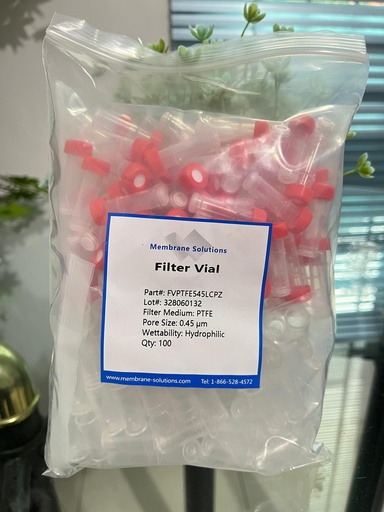 Membrane Solutions
Filter Vial
Part#: FVPTFE545LCPZ
Lot#: 328060132
Filter Medium: PTFE
Pore Size: 0.45 μm
Wettability: Hydrophilic
Qty: 100
www.membrane-solutions.com Tel: 1-866-528-4572